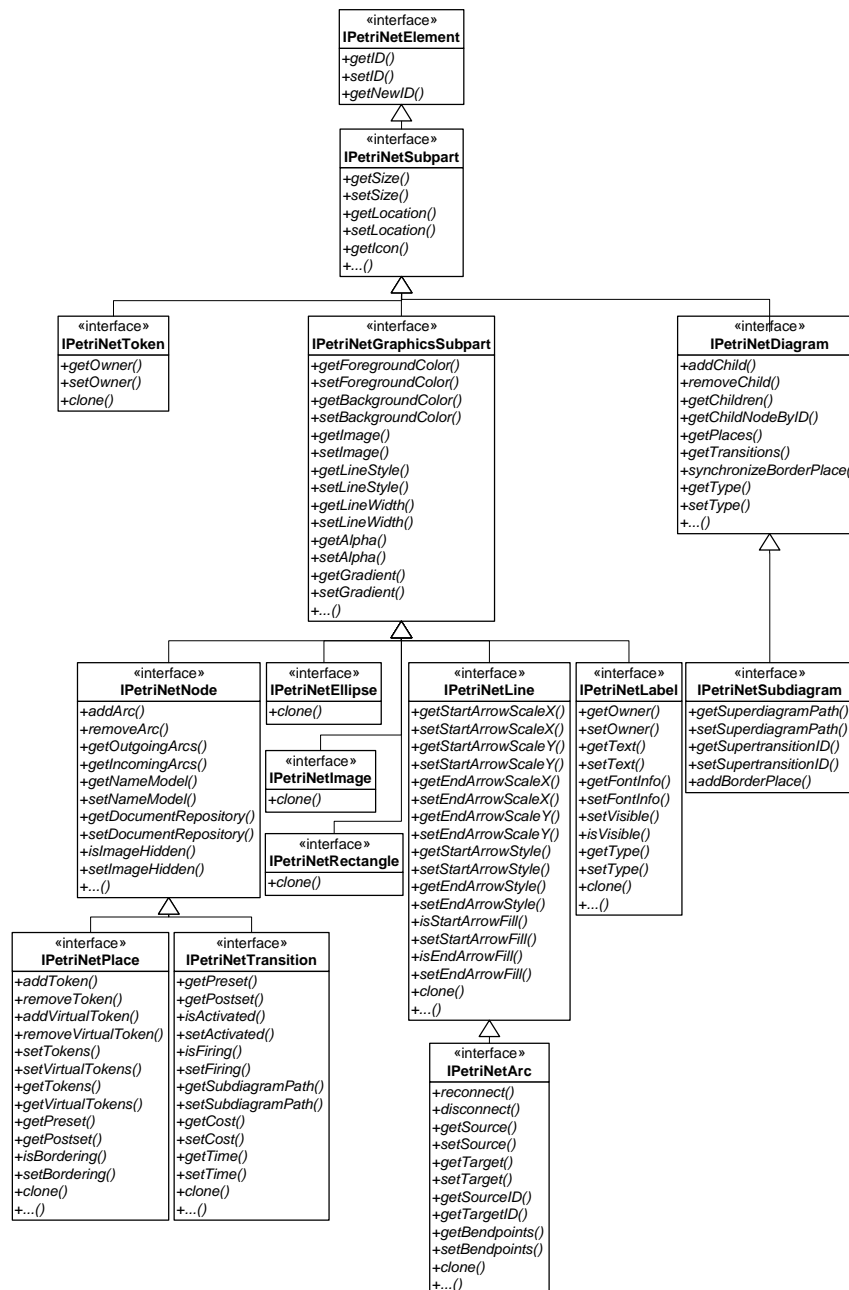 «interface»
IPetriNetElement
+getID()
+setID()
+getNewID()
«interface»
IPetriNetSubpart
+getSize()
+setSize()
+getLocation()
+setLocation()
+getIcon()
+...()
«interface»
IPetriNetToken
+getOwner()
+setOwner()
+clone()
«interface»
IPetriNetGraphicsSubpart
+getForegroundColor()
+setForegroundColor()
+getBackgroundColor()
+setBackgroundColor()
+getImage()
+setImage()
+getLineStyle()
+setLineStyle()
+getLineWidth()
+setLineWidth()
+getAlpha()
+setAlpha()
+getGradient()
+setGradient()
+...()
«interface»
IPetriNetDiagram
+addChild()
+removeChild()
+getChildren()
+getChildNodeByID()
+getPlaces()
+getTransitions()
+synchronizeBorderPlace(
+getType()
+setType()
+...()
«interface»
IPetriNetNode
+addArc()
+removeArc()
+getOutgoingArcs()
+getIncomingArcs()
+getNameModel()
+setNameModel()
+getDocumentRepository()
+setDocumentRepository()
+isImageHidden()
+setImageHidden()
+...()
«interface»
IPetriNetEllipse
+clone()
«interface»
IPetriNetImage
+clone()
«interface»
IPetriNetRectangle
+clone()
«interface»
IPetriNetLine
+getStartArrowScaleX()
+setStartArrowScaleX()
+getStartArrowScaleY()
+setStartArrowScaleY()
+getEndArrowScaleX()
+setEndArrowScaleX()
+getEndArrowScaleY()
+setEndArrowScaleY()
+getStartArrowStyle()
+setStartArrowStyle()
+getEndArrowStyle()
+setEndArrowStyle()
+isStartArrowFill()
+setStartArrowFill()
+isEndArrowFill()
+setEndArrowFill()
+clone()
+...()
«interface»
IPetriNetLabel
+getOwner()
+setOwner()
+getText()
+setText()
+getFontInfo()
+setFontInfo()
+setVisible()
+isVisible()
+getType()
+setType()
+clone()
+...()
«interface»
IPetriNetSubdiagram
+getSuperdiagramPath()
+setSuperdiagramPath()
+getSupertransitionID()
+setSupertransitionID()
+addBorderPlace()
«interface»
IPetriNetPlace
+addToken()
+removeToken()
+addVirtualToken()
+removeVirtualToken()
+setTokens()
+setVirtualTokens()
+getTokens()
+getVirtualTokens()
+getPreset()
+getPostset()
+isBordering()
+setBordering()
+clone()
+...()
«interface»
IPetriNetTransition
+getPreset()
+getPostset()
+isActivated()
+setActivated()
+isFiring()
+setFiring()
+getSubdiagramPath()
+setSubdiagramPath()
+getCost()
+setCost()
+getTime()
+setTime()
+clone()
+...()
«interface»
IPetriNetArc
+reconnect()
+disconnect()
+getSource()
+setSource()
+getTarget()
+setTarget()
+getSourceID()
+getTargetID()
+getBendpoints()
+setBendpoints()
+clone()
+...()